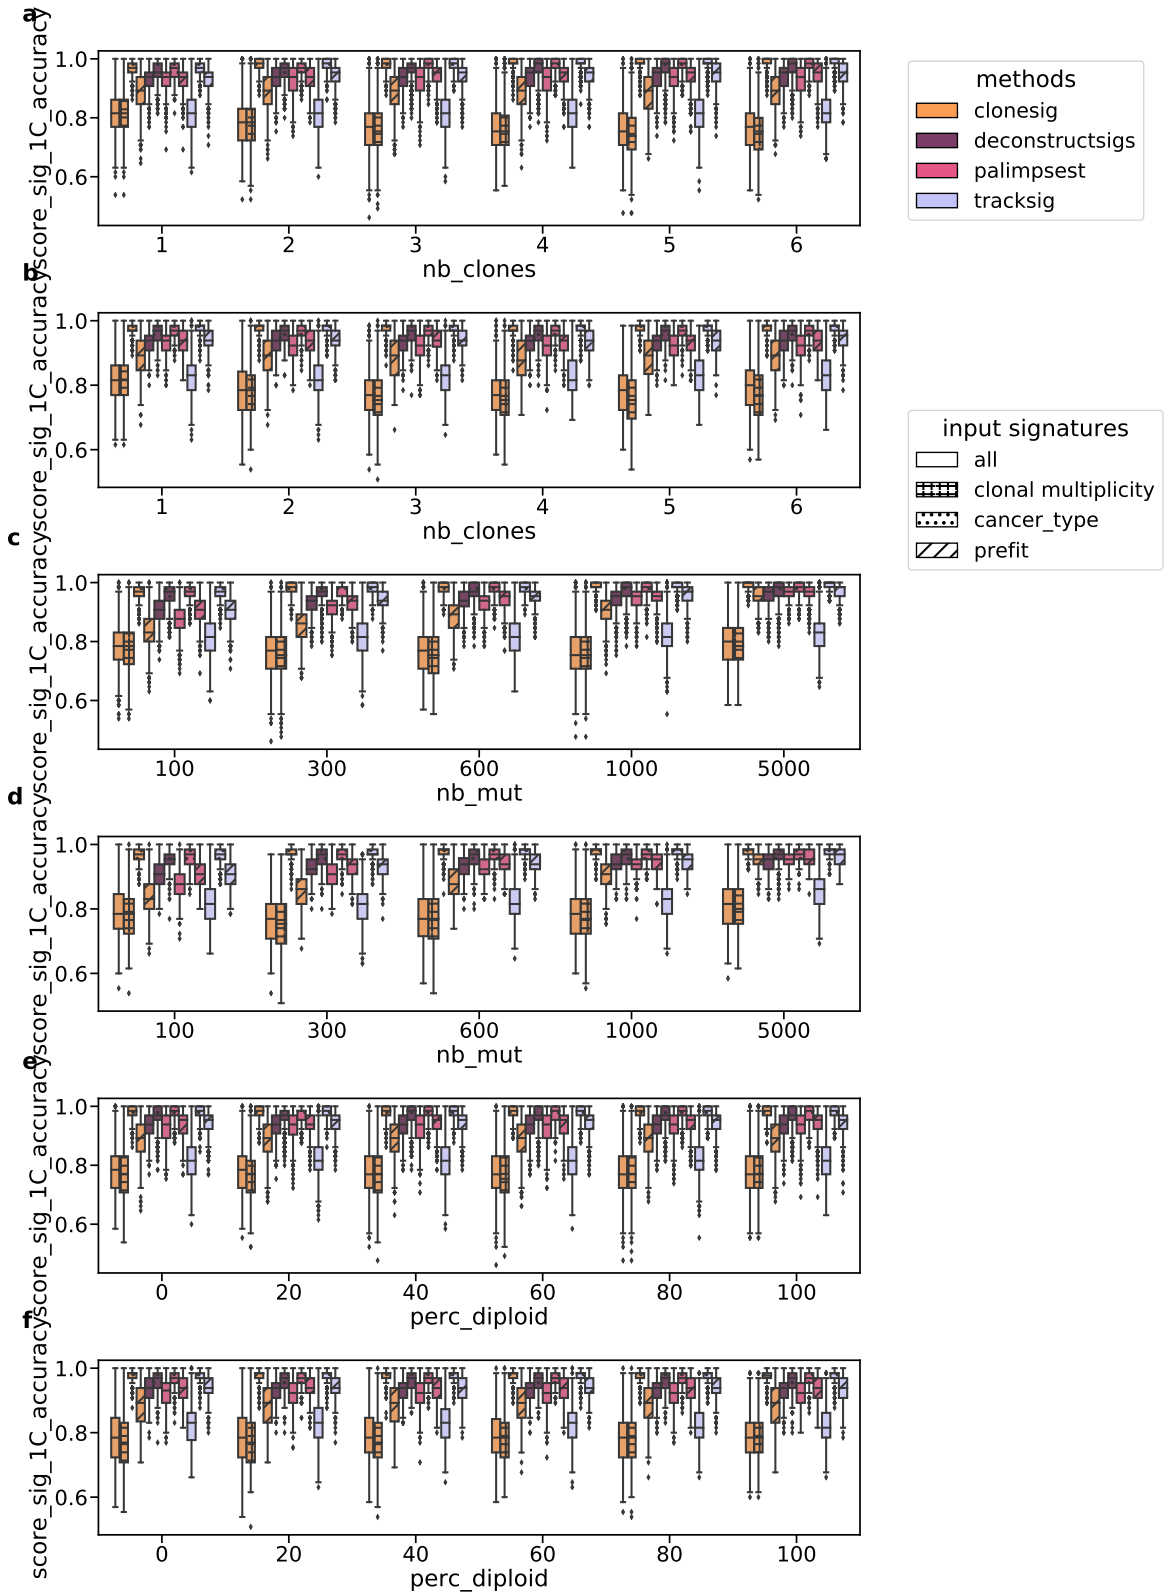 a
score_sig_1C_accuracy
1.0
0.8
0.6
1 2 3 4 5 6
nb_clones
methods
clonesig
deconstructsigs
palimpsest
tracksig
b
score_sig_1C_accuracy
1.0
0.8
0.6
1 2 3 4 5 6
nb_clones
input signatures
all
clonal multiplicity
cancer_type
prefit
c
score_sig_1C_accuracy
1.0
0.8
0.6
100 300 600 1000 5000
nb_mut
d
score_sig_1C_accuracy
1.0
0.8
0.6
100 300 600 1000 5000
nb_mut
e
score_sig_1C_accuracy
1.0
0.8
0.6
0 20 40 60 80 100
perc_diploid
f
score_sig_1C_accuracy
1.0
0.8
0.6
0 20 40 60 80 100
perc_diploid